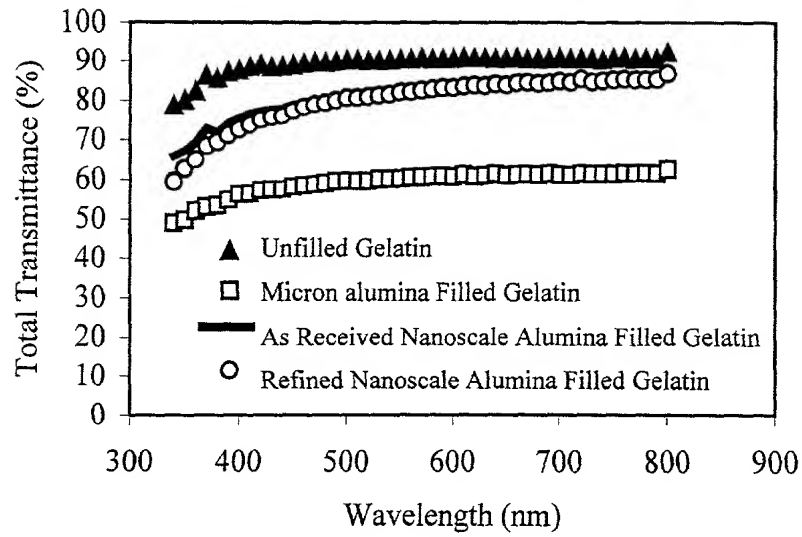 100
90
80
70
60
50
40
30
20
10
0
Total Transmittance (%)
Unfilled Gelatin
Micron alumina Filled Gelatin
As Received Nanoscale Alumina Filled Gelatin
Refined Nanoscale Alumina Filled Gelatin
300 400 500 600 700 800 900
Wavelength (nm)